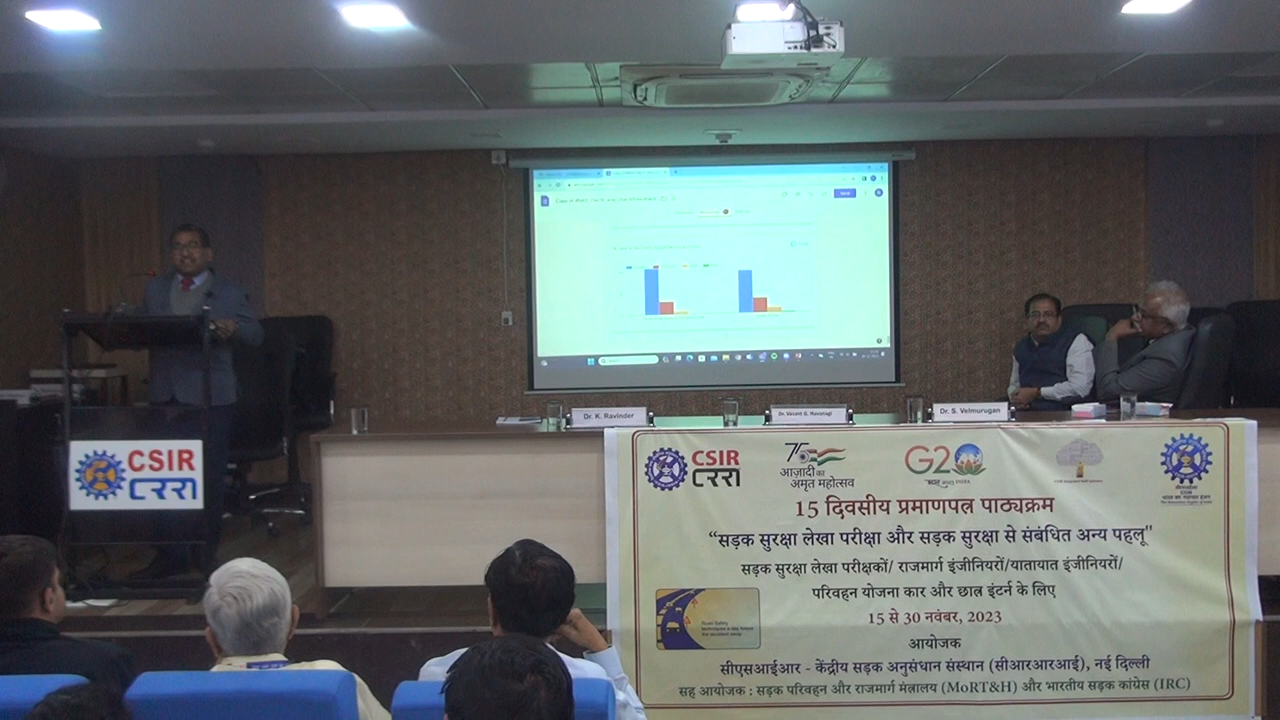 Dr. K. Ravinder
Dr. Vasant G. Havanagi
Dr. S. Velmurugan
CSIR
CSIR
75
आज़ादी का
अमृत महोत्सव
G20
15 दिवसीय प्रमाणपत्र पाठ्यक्रम
“सड़क सुरक्षा लेखा परीक्षा और सड़क सुरक्षा से संबंधित अन्य पहलू"
सड़क सुरक्षा लेखा परीक्षकों/ राजमार्ग इंजीनियरों/यातायात इंजीनियरों/
परिवहन योजना कार और छात्र इंटर्न के लिए
15 से 30 नवंबर, 2023
Road Safety
आयोजक
सीएसआईआर - केंद्रीय सड़क अनुसंधान संस्थान (सीआरआरआई), नई दिल्ली
सह आयोजक : सड़क परिवहन और राजमार्ग मंत्रालय (MoRT&H) और भारतीय सड़क कांग्रेस (IRC)